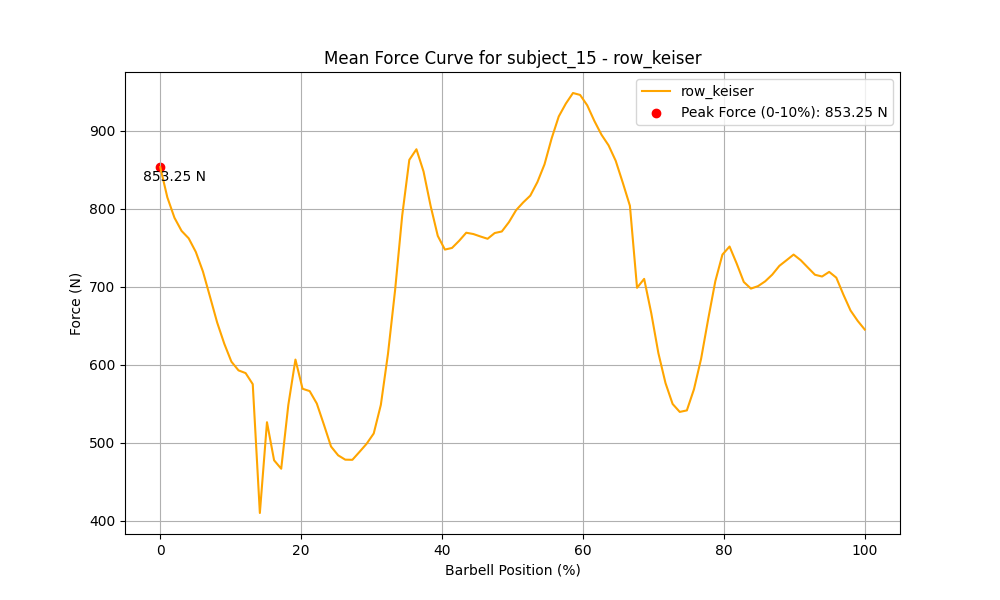 Mean Force Curve for subject_15 - row_keiser
row_keiser
Peak Force (0-10%): 853.25 N
853.25 N
900
800
700
600
500
400
Force (N)
0 20 40 60 80 100
Barbell Position (%)